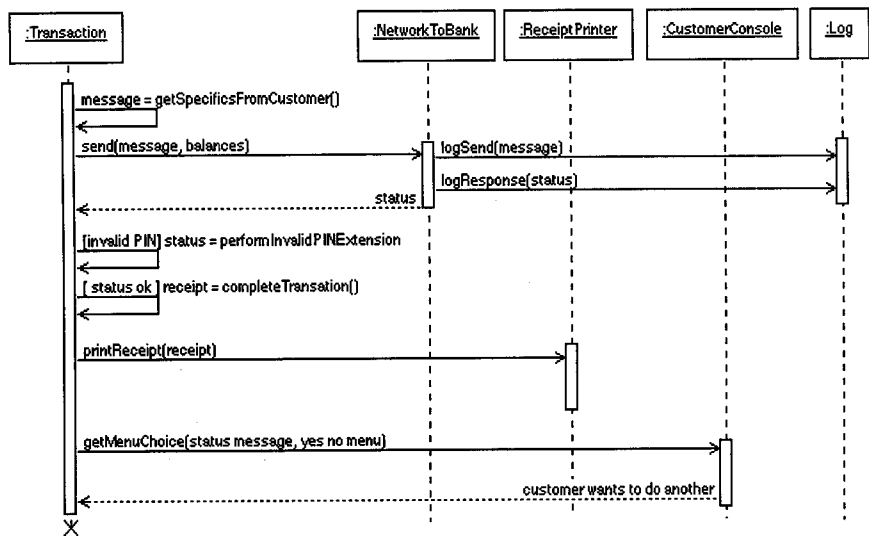 :Transaction
:NetworkToBank
:ReceiptPrinter
:CustomerConsole
:Log
message = getSpecificsFromCustomer()
send(message, balances)
logSend(message)
logResponse(status)
status
[invalid PIN] status = performInvalidPINExtension
[ status ok ] receipt = completeTransation()
printReceipt(receipt)
getMenuChoice(status message, yes no menu)
customer wants to do another